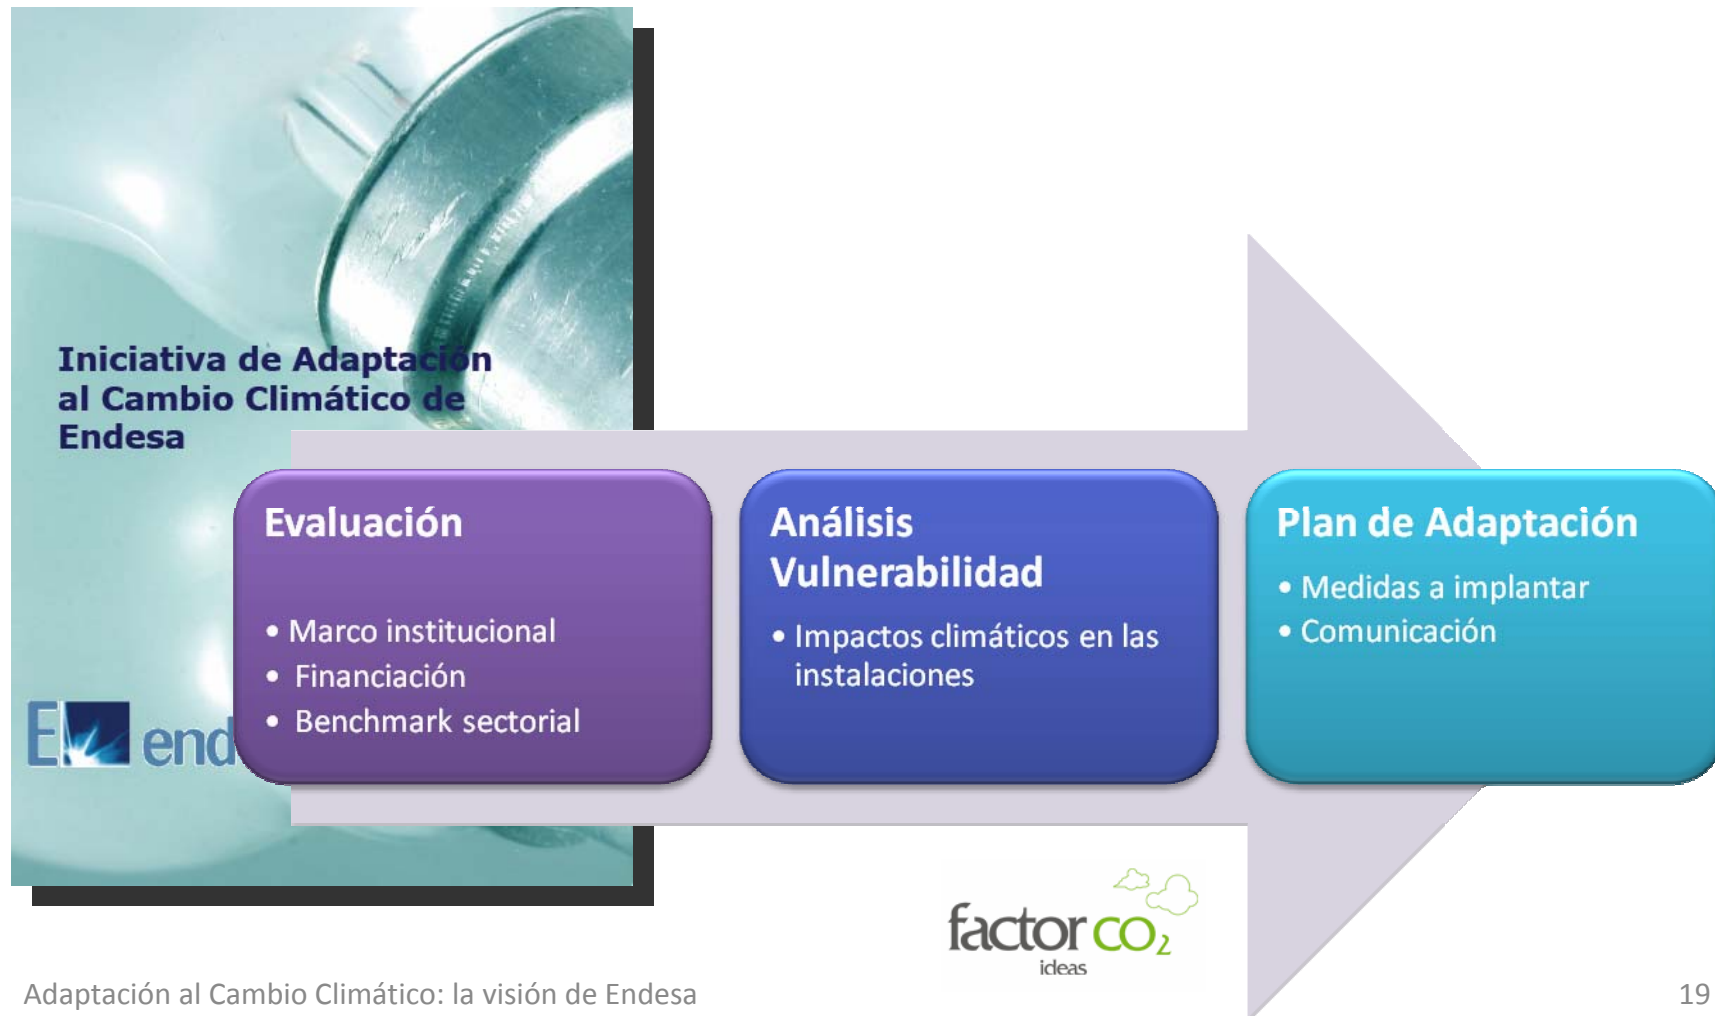 Iniciativa de Adaptación
al Cambio Climático de
Endesa
Evaluación
• Marco institucional
• Financiación
• Benchmark sectorial
Análisis
Vulnerabilidad
• Impactos climáticos en las
instalaciones
Plan de Adaptación
• Medidas a implantar
• Comunicación
end
factor CO2
ideas
Adaptación al Cambio Climático: la visión de Endesa
19